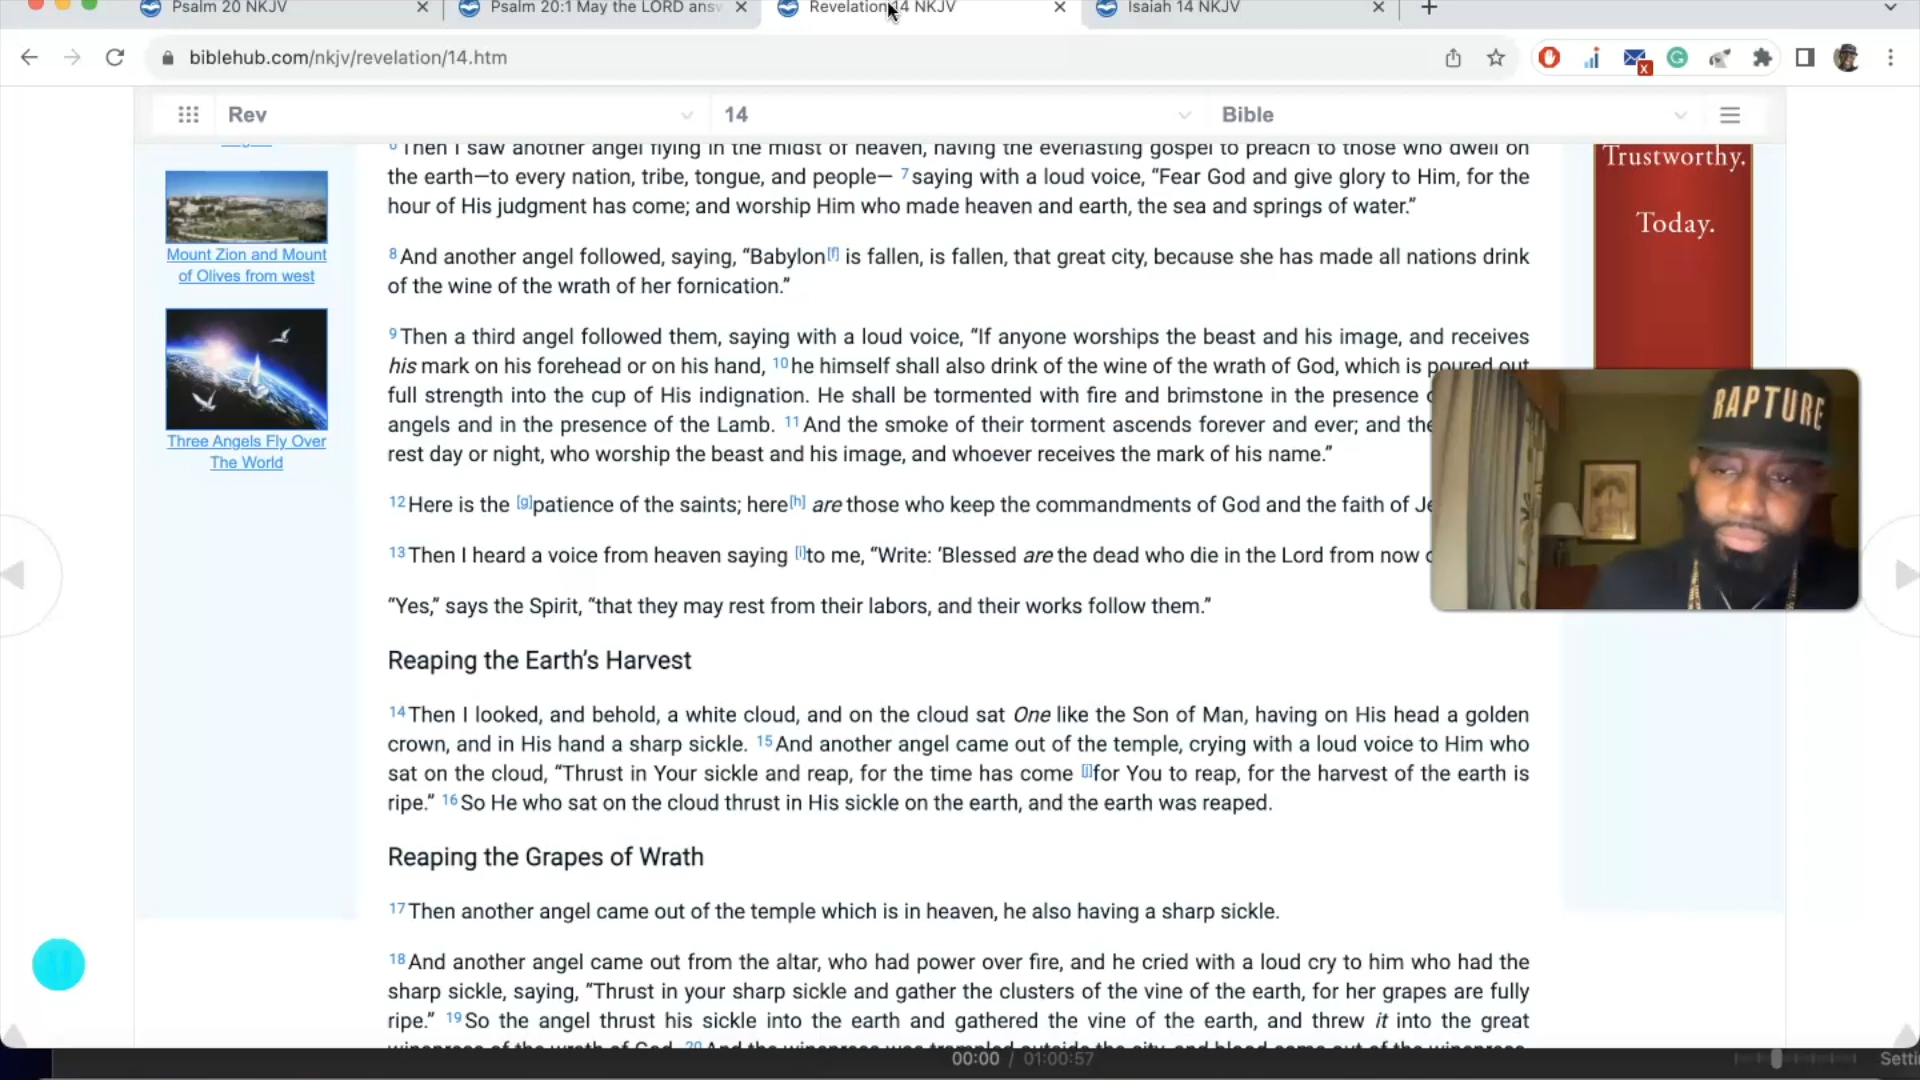 Psalm 20 NKJV
Psalm 20:1 May the LORD answ
Revelation 14 NKJV
Isaiah 14 NKJV
biblehub.com/nkjv/revelation/14.htm
Rev
14
Bible
6 Then I saw another angel flying in the midst of heaven, having the everlasting gospel to preach to those who dwell on
the earth—to every nation, tribe, tongue, and people— 7 saying with a loud voice, “Fear God and give glory to Him, for the
hour of His judgment has come; and worship Him who made heaven and earth, the sea and springs of water.”
8 And another angel followed, saying, “Babylon[f] is fallen, is fallen, that great city, because she has made all nations drink
of the wine of the wrath of her fornication.”
9 Then a third angel followed them, saying with a loud voice, “If anyone worships the beast and his image, and receives
his mark on his forehead or on his hand, 10 he himself shall also drink of the wine of the wrath of God, which is poured out
full strength into the cup of His indignation. He shall be tormented with fire and brimstone in the presence
angels and in the presence of the Lamb. 11 And the smoke of their torment ascends forever and ever; and the
rest day or night, who worship the beast and his image, and whoever receives the mark of his name.”
12 Here is the [g]patience of the saints; here[h] are those who keep the commandments of God and the faith of Je
13 Then I heard a voice from heaven saying [i]to me, “Write: ‘Blessed are the dead who die in the Lord from now
“Yes,” says the Spirit, “that they may rest from their labors, and their works follow them.”
Reaping the Earth’s Harvest
14 Then I looked, and behold, a white cloud, and on the cloud sat One like the Son of Man, having on His head a golden
crown, and in His hand a sharp sickle. 15 And another angel came out of the temple, crying with a loud voice to Him who
sat on the cloud, “Thrust in Your sickle and reap, for the time has come [j]for You to reap, for the harvest of the earth is
ripe.” 16 So He who sat on the cloud thrust in His sickle on the earth, and the earth was reaped.
Reaping the Grapes of Wrath
17 Then another angel came out of the temple which is in heaven, he also having a sharp sickle.
18 And another angel came out from the altar, who had power over fire, and he cried with a loud cry to him who had the
sharp sickle, saying, “Thrust in your sharp sickle and gather the clusters of the vine of the earth, for her grapes are fully
ripe.” 19 So the angel thrust his sickle into the earth and gathered the vine of the earth, and threw it into the great
winepress of the wrath of God. 20 And the winepress was trampled outside the city, and blood came out of the winepress,
Mount Zion and Mount
of Olives from west
Three Angels Fly Over
The World
Trustworthy.
Today.
RAPTURE
00:00 / 01:00:57
Setti